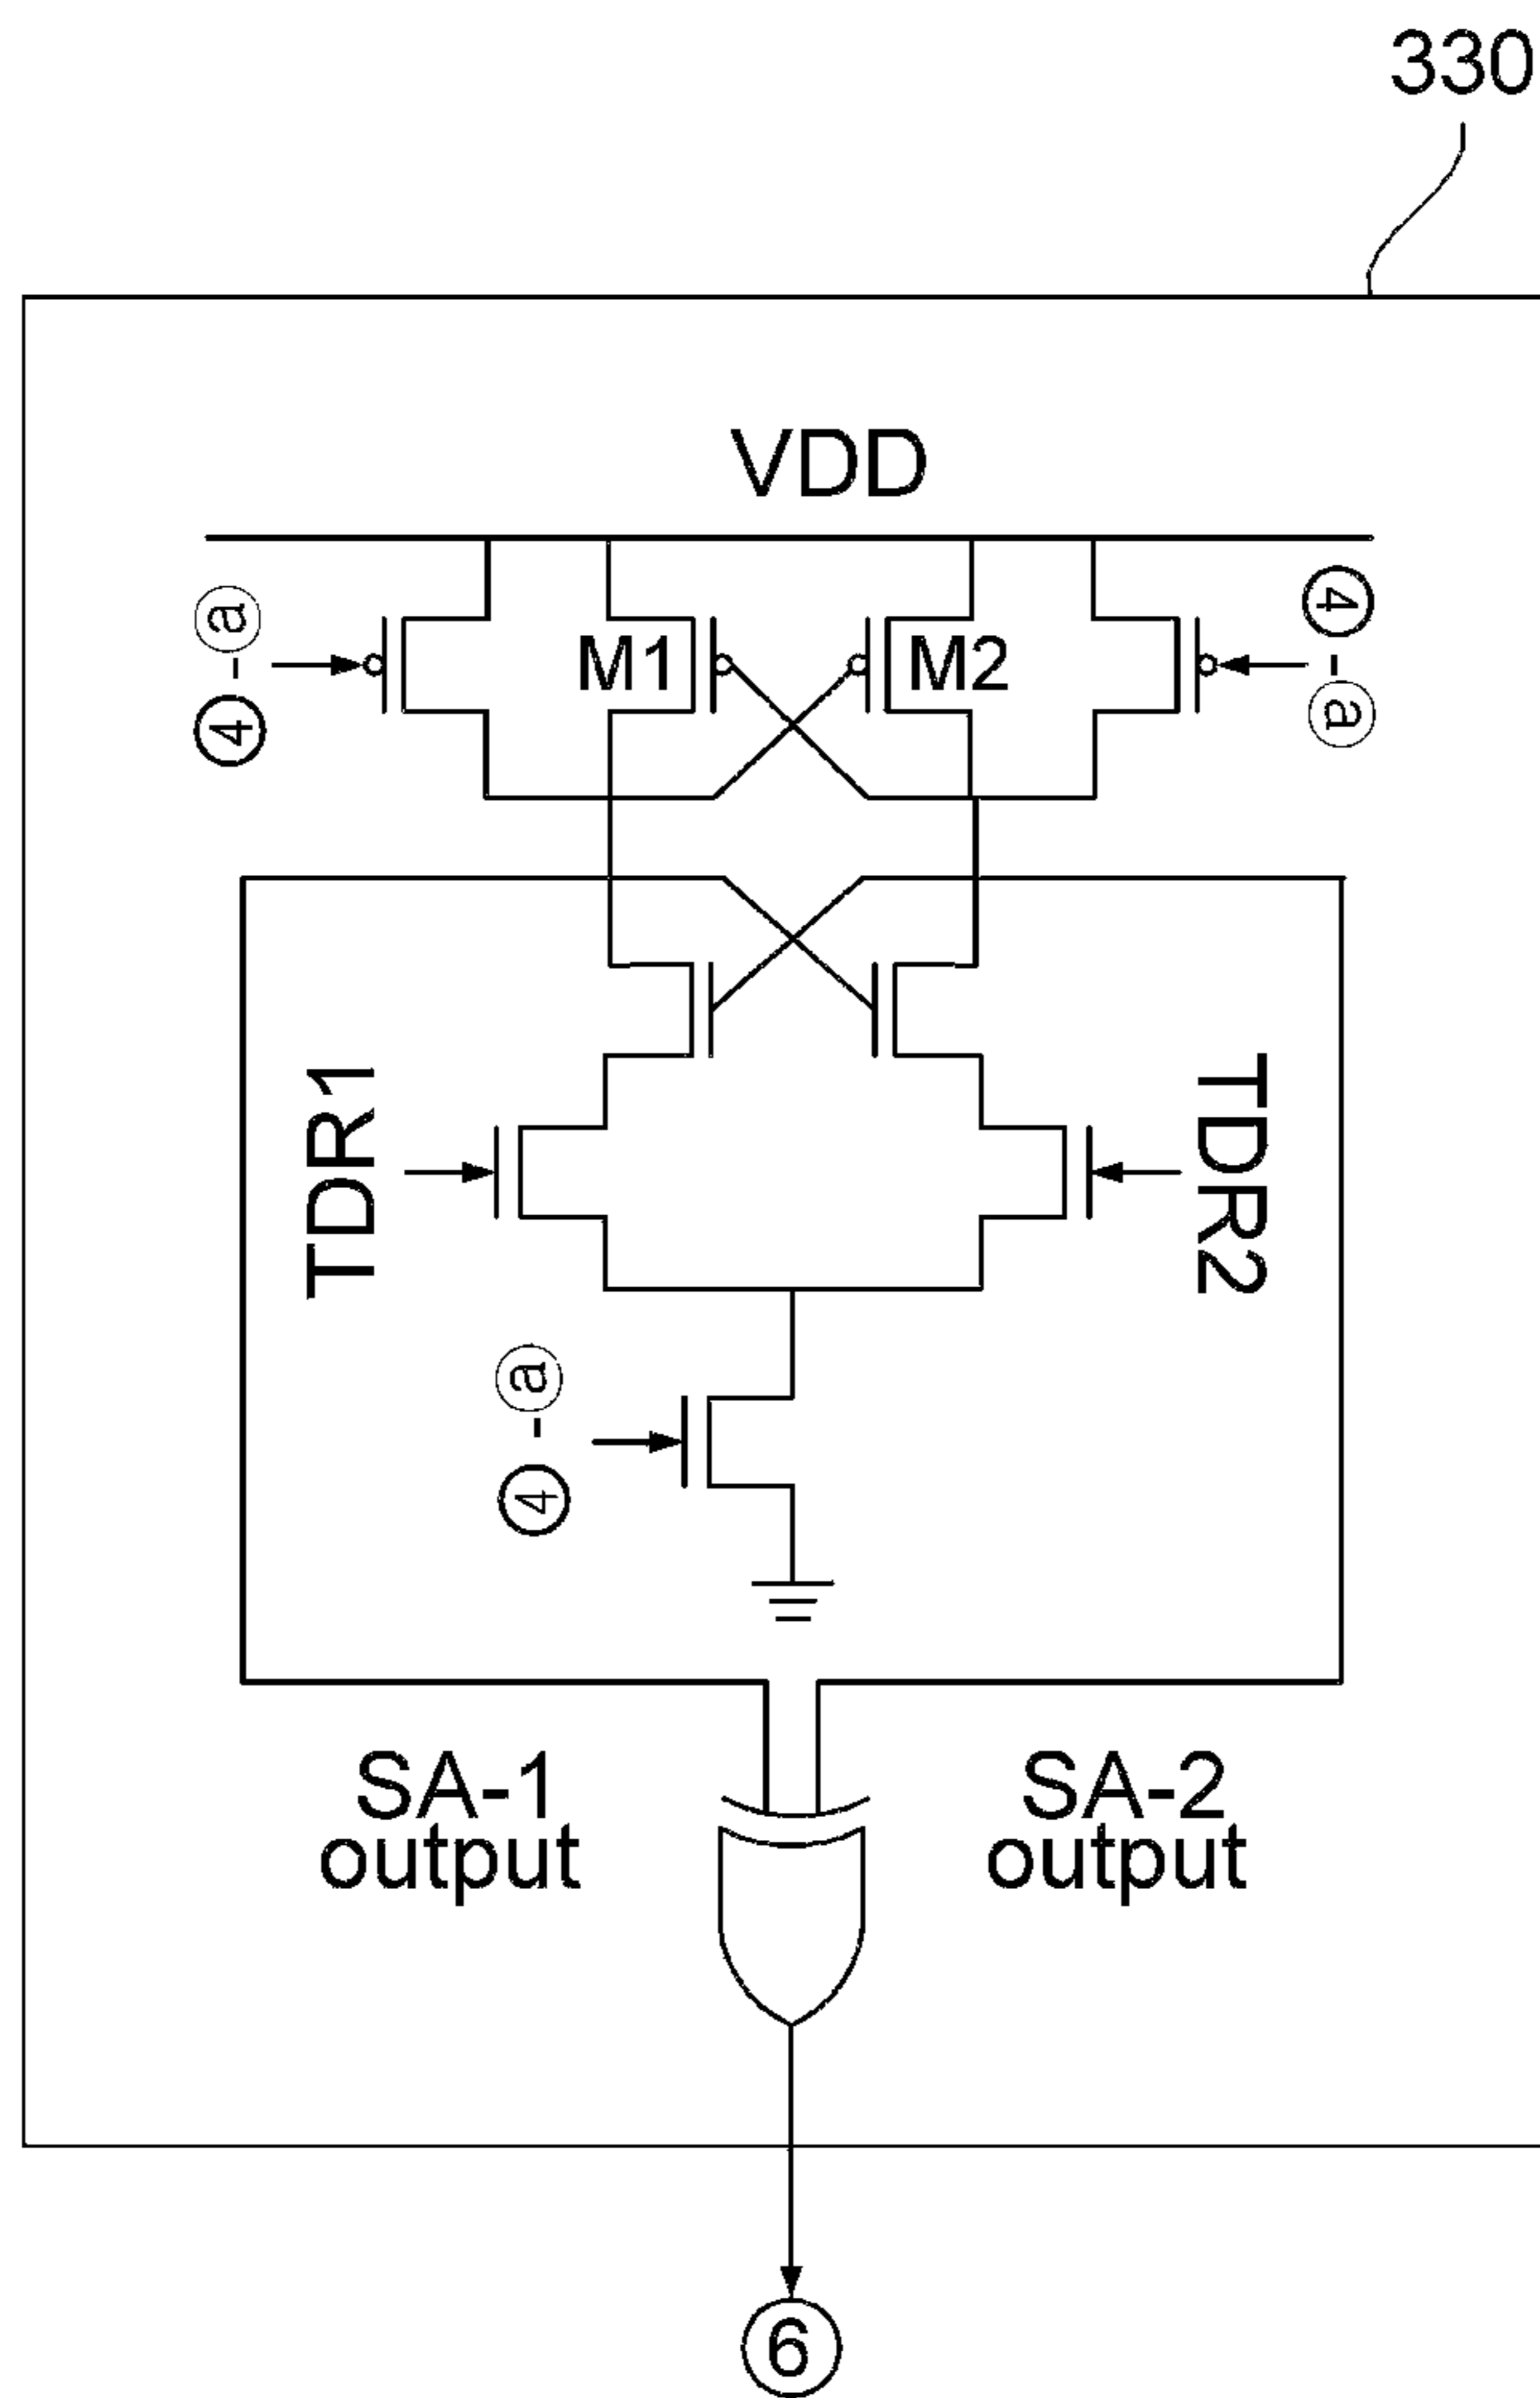 330
VDD
④-ⓐ
M1
M2
④-ⓐ
TDR1
TDR2
④-ⓐ
SA-1
output
SA-2
output
⑥